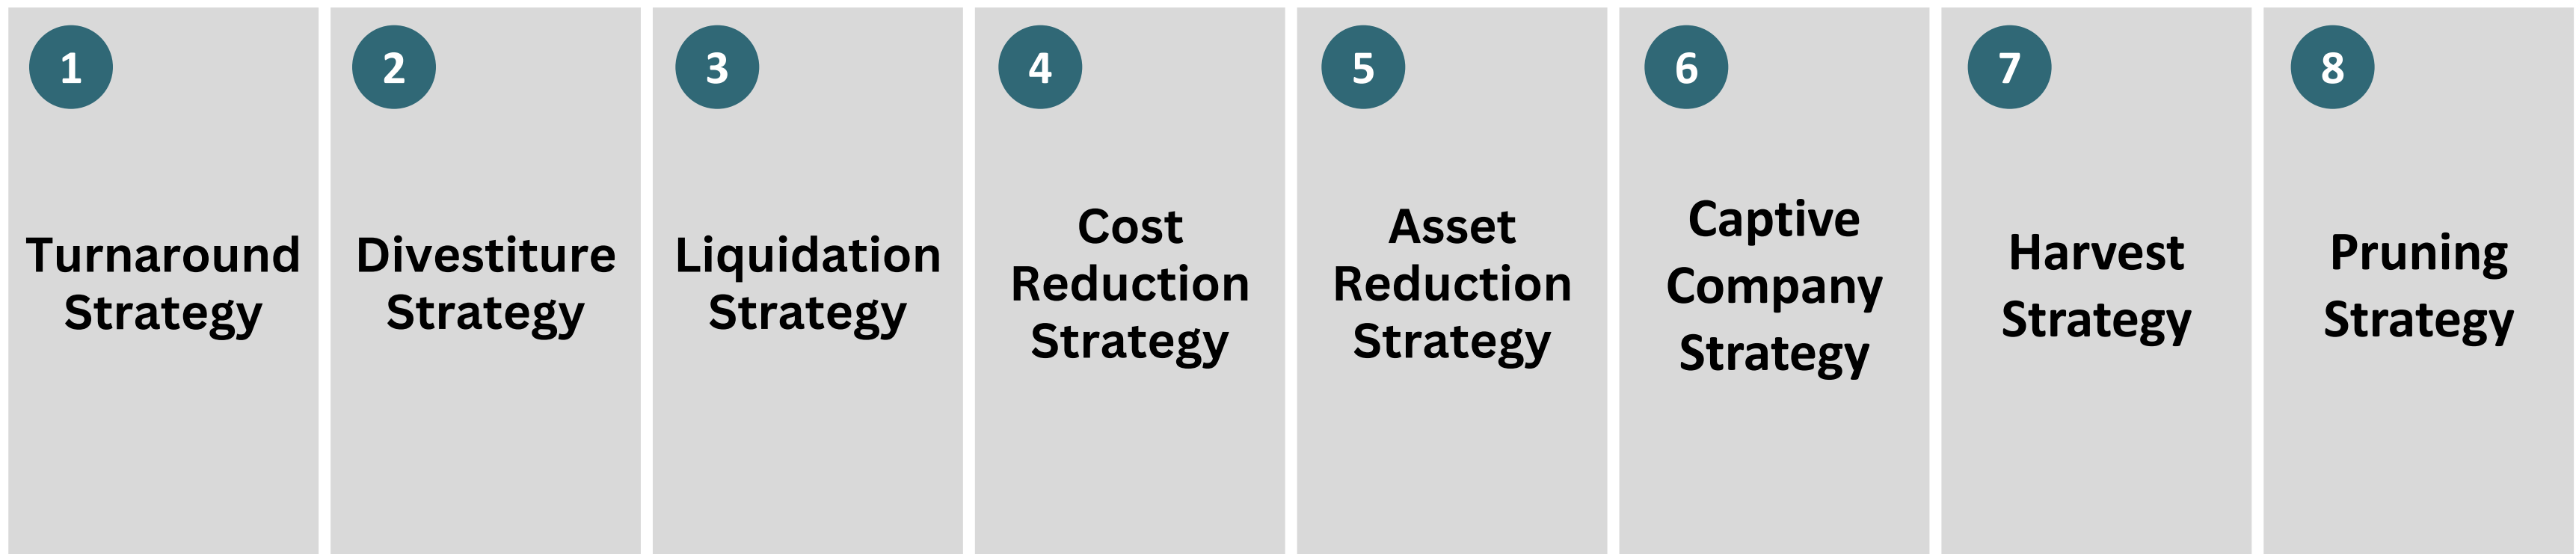 1
Turnaround
Strategy
2
Divestiture
Strategy
3
Liquidation
Strategy
4
Cost
Reduction
Strategy
5
Asset
Reduction
Strategy
6
Captive
Company
Strategy
7
Harvest
Strategy
8
Pruning
Strategy